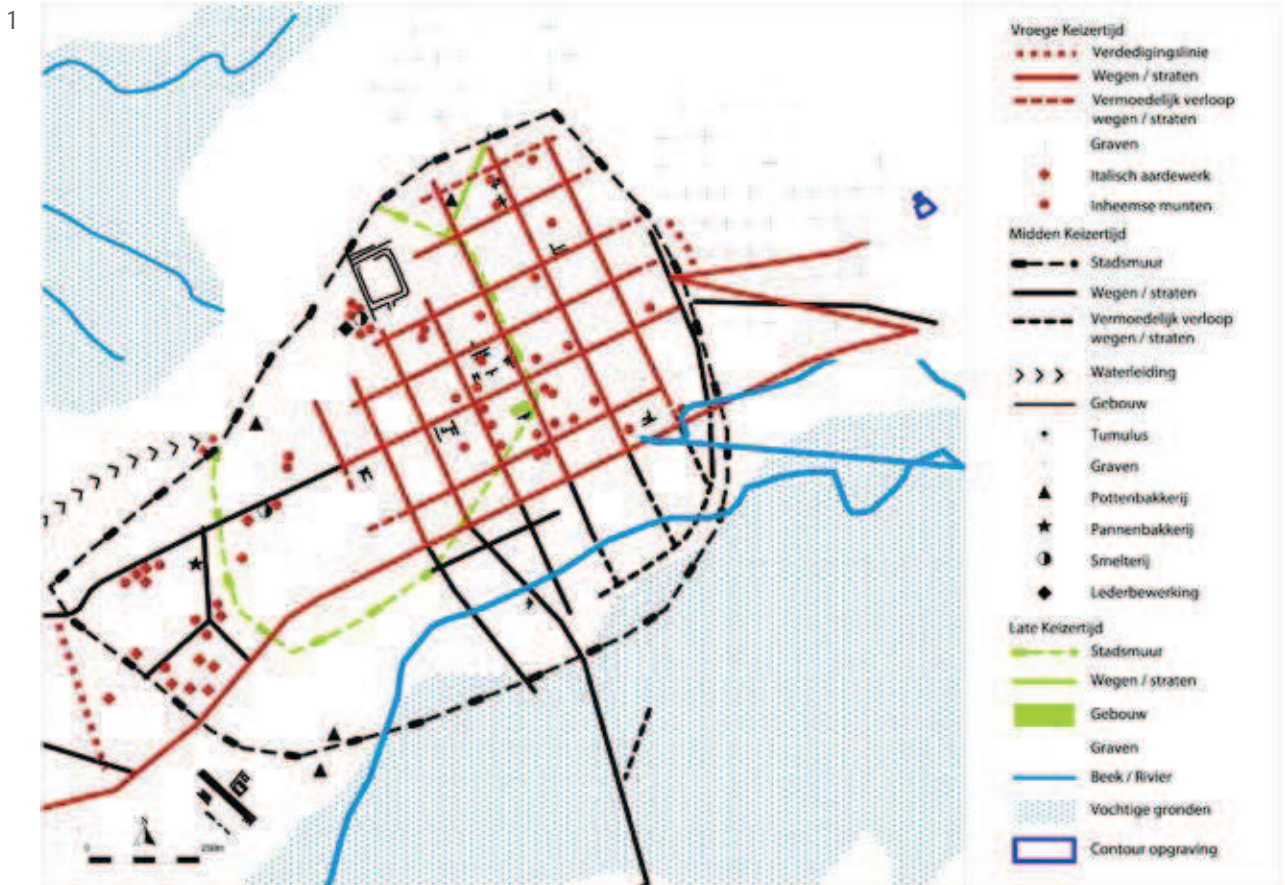 1
Vroege Keizertijd
Verdedigingslinie
Wegen / straten
Vermoedelijk verloop
wegen / straten
Graven
Italisch aardewerk
Inheemse munten
Midden Keizertijd
Stadsmuur
Wegen / straten
Vermoedelijk verloop
wegen / straten
Waterleiding
Gebouw
Tumulus
Graven
Pottenbakkerij
Pannenbakkerij
Smelterij
Lederbewerking
Late Keizertijd
Stadsmuur
Wegen / straten
Gebouw
Graven
Beek / Rivier
Vochtige gronden
Contour opgraving
0 250m